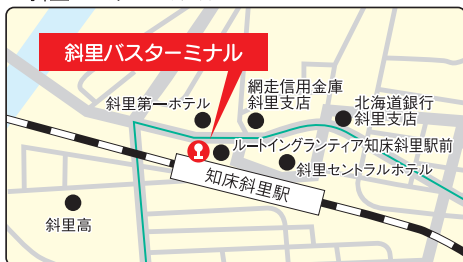 斜里バスターミナル
網走信用金庫
斜里支店
北海道銀行
斜里支店
斜里第一ホテル
ルートイングランティア知床斜里駅前
斜里セントラルホテル
知床斜里駅
斜里高